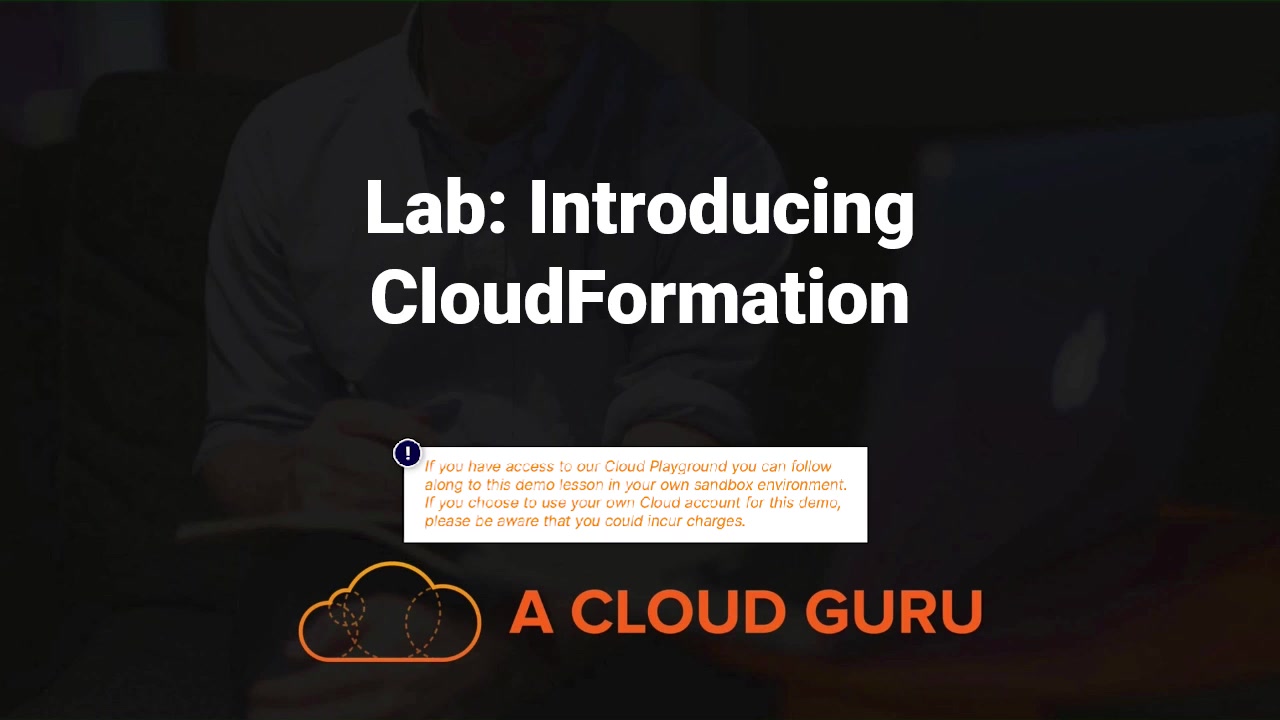 Lab: Introducing
CloudFormation
!
If you have access to our Cloud Playground you can follow
along to this demo lesson in your own sandbox environment.
If you choose to use your own Cloud account for this demo,
please be aware that you could incur charges.
A CLOUD GURU